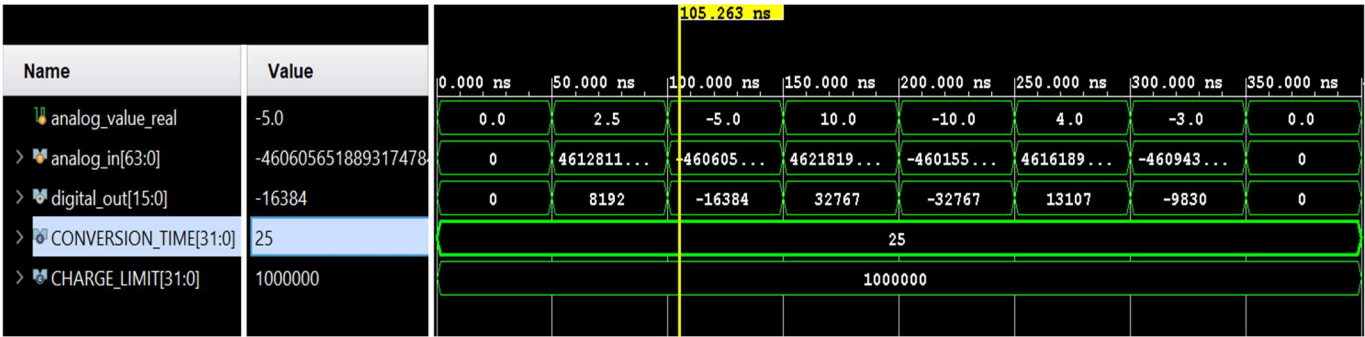 105.263 ns
Name Value 0.000 ns 50.000 ns 100.000 ns 150.000 ns 200.000 ns 250.000 ns 300.000 ns 350.000 ns
analog_value_real -5.0 0.0 2.5 -5.0 10.0 -10.0 4.0 -3.0 0.0
analog_in[63:0] -4606056518893174784 0 4612811... -460605... 4621819... -460155... 4616189... -460943... 0
digital_out[15:0] -16384 0 8192 -16384 32767 -32767 13107 -9830 0
CONVERSION_TIME[31:0] 25 25
CHARGE_LIMIT[31:0] 1000000 1000000